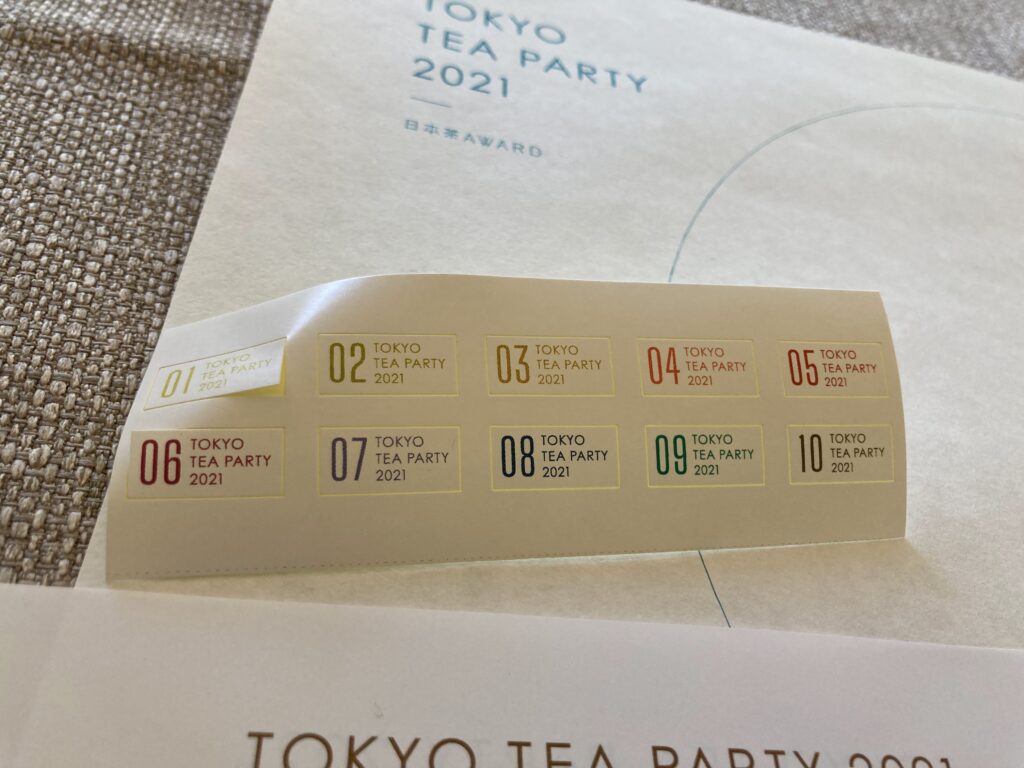 TOKYO
TEA PARTY
2021
日本茶AWARD
01 TOKYO
TEA PARTY
2021
02 TOKYO
TEA PARTY
2021
03 TOKYO
TEA PARTY
2021
04 TOKYO
TEA PARTY
2021
05 TOKYO
TEA PARTY
2021
06 TOKYO
TEA PARTY
2021
07 TOKYO
TEA PARTY
2021
08 TOKYO
TEA PARTY
2021
09 TOKYO
TEA PARTY
2021
10 TOKYO
TEA PARTY
2021
TOKYO TEA PARTY 2021